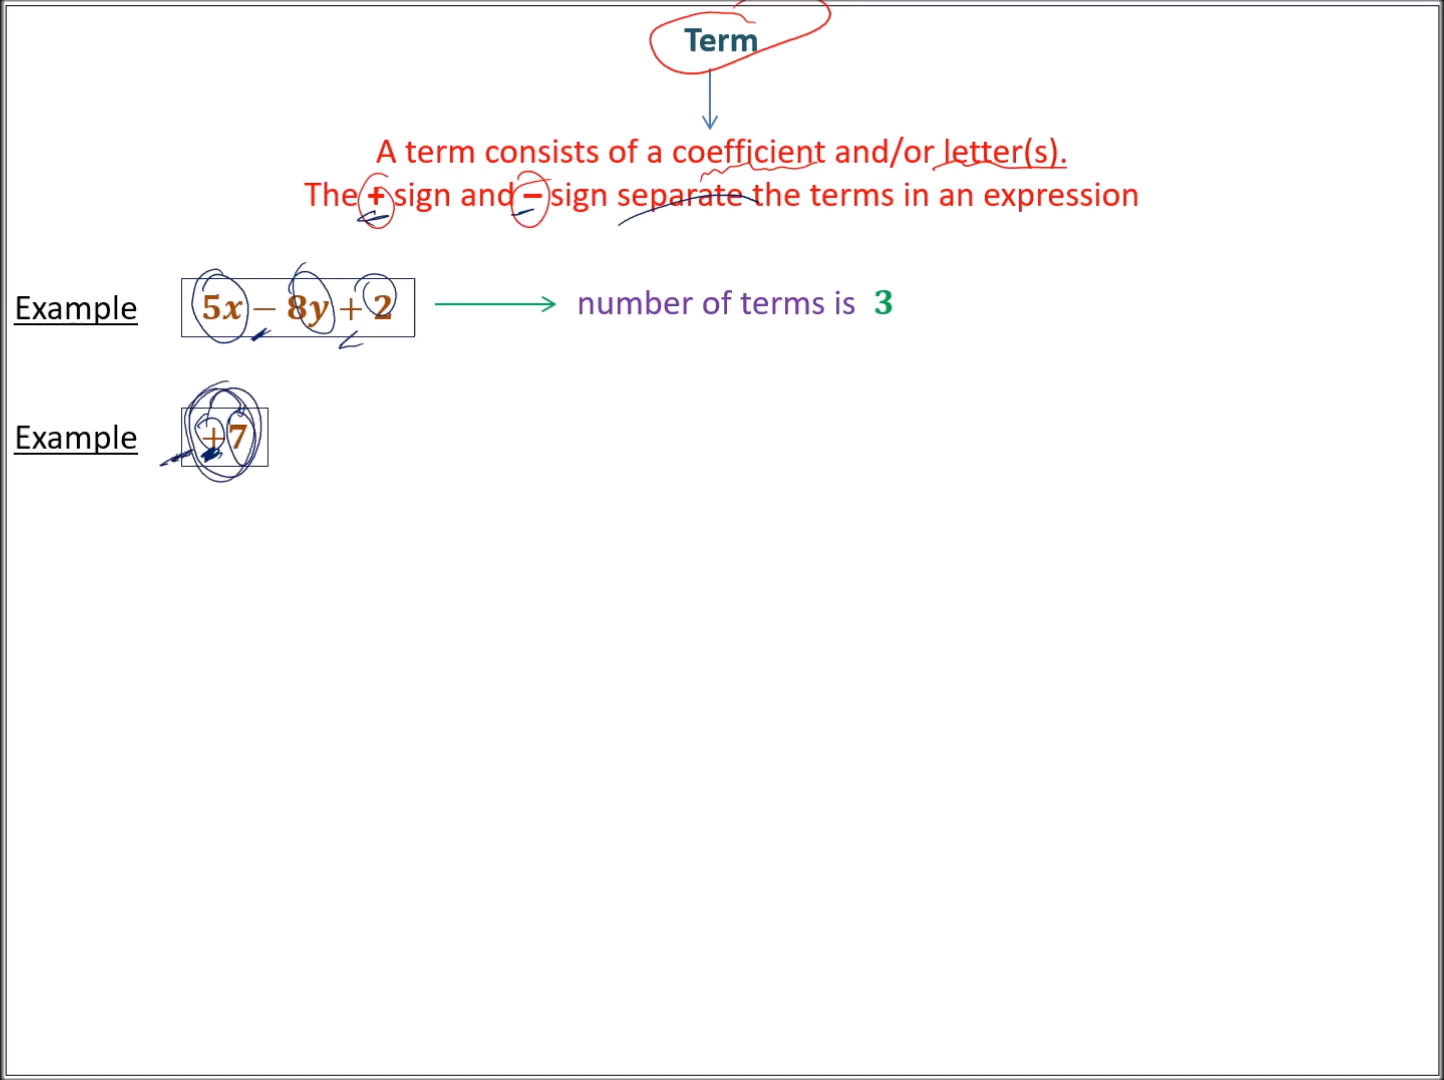 Term
A term consists of a coefficient and/or letter(s).
The + sign and − sign separate the terms in an expression
Example 5x − 8y + 2 number of terms is 3
Example +7